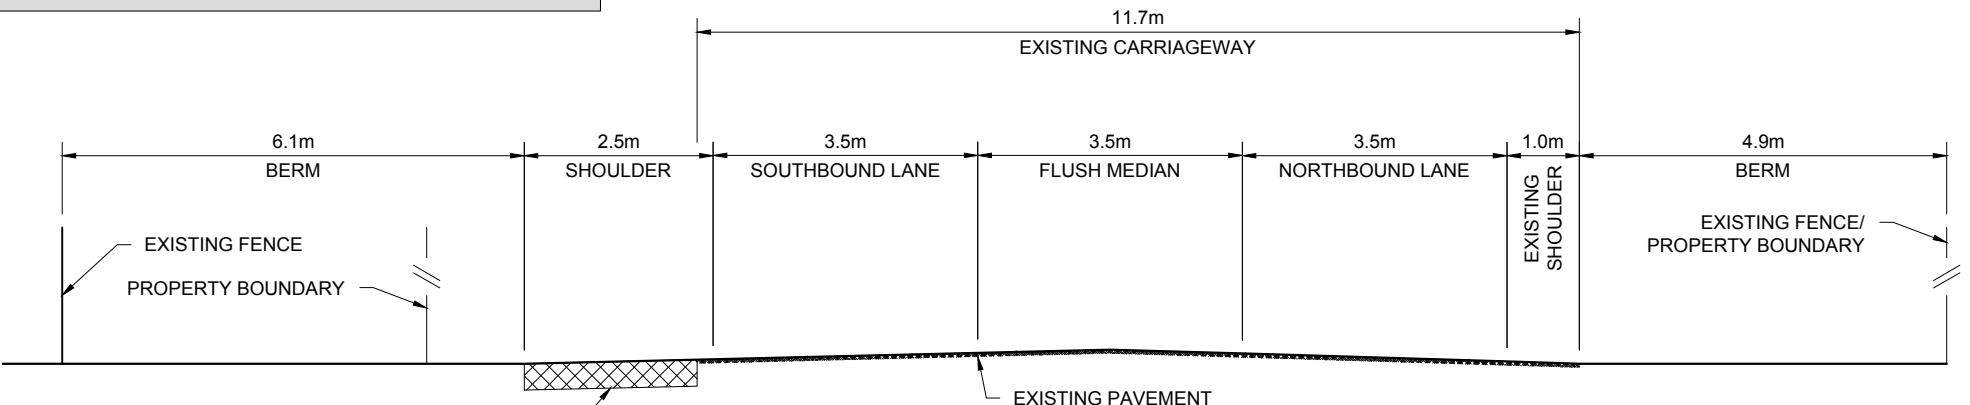 11.7m
EXISTING CARRIAGEWAY
6.1m
BERM
2.5m
SHOULDER
3.5m
SOUTHBOUND LANE
3.5m
FLUSH MEDIAN
3.5m
NORTHBOUND LANE
1.0m
EXISTING
SHOULDER
4.9m
BERM
EXISTING FENCE
PROPERTY BOUNDARY
EXISTING FENCE/
PROPERTY BOUNDARY
EXISTING PAVEMENT